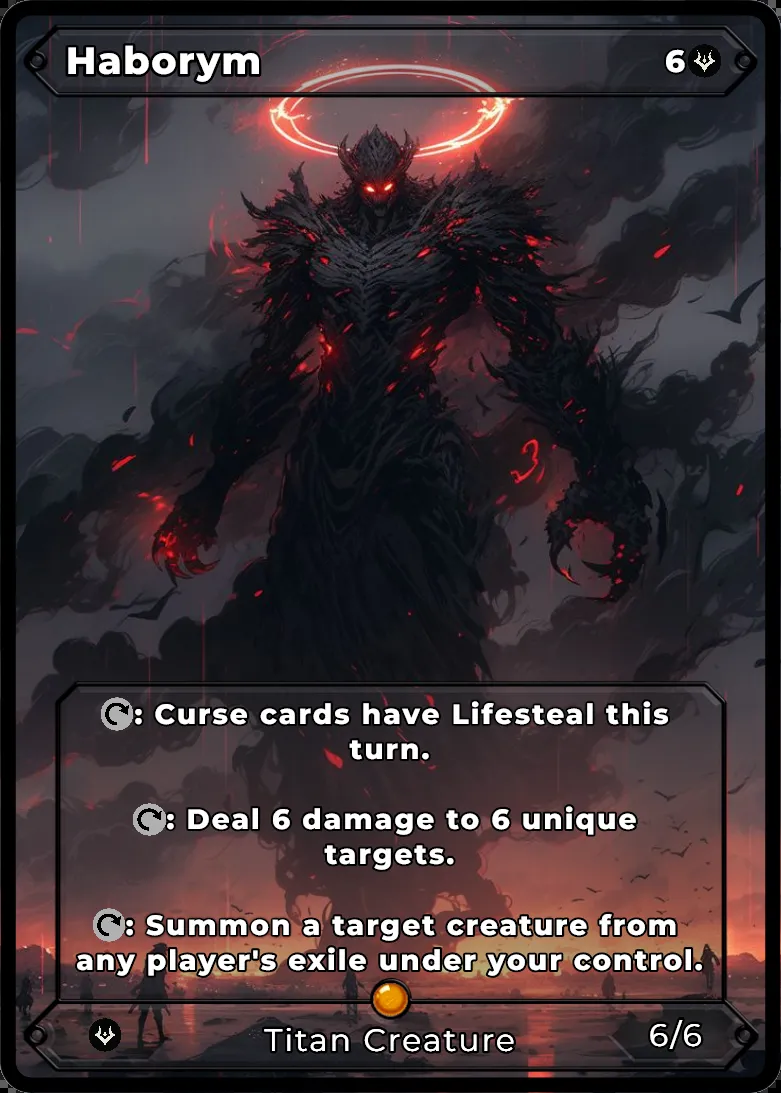 Haborym
6
: Curse cards have Lifesteal this
turn.
: Deal 6 damage to 6 unique
targets.
: Summon a target creature from
any player's exile under your control.
Titan Creature
6/6